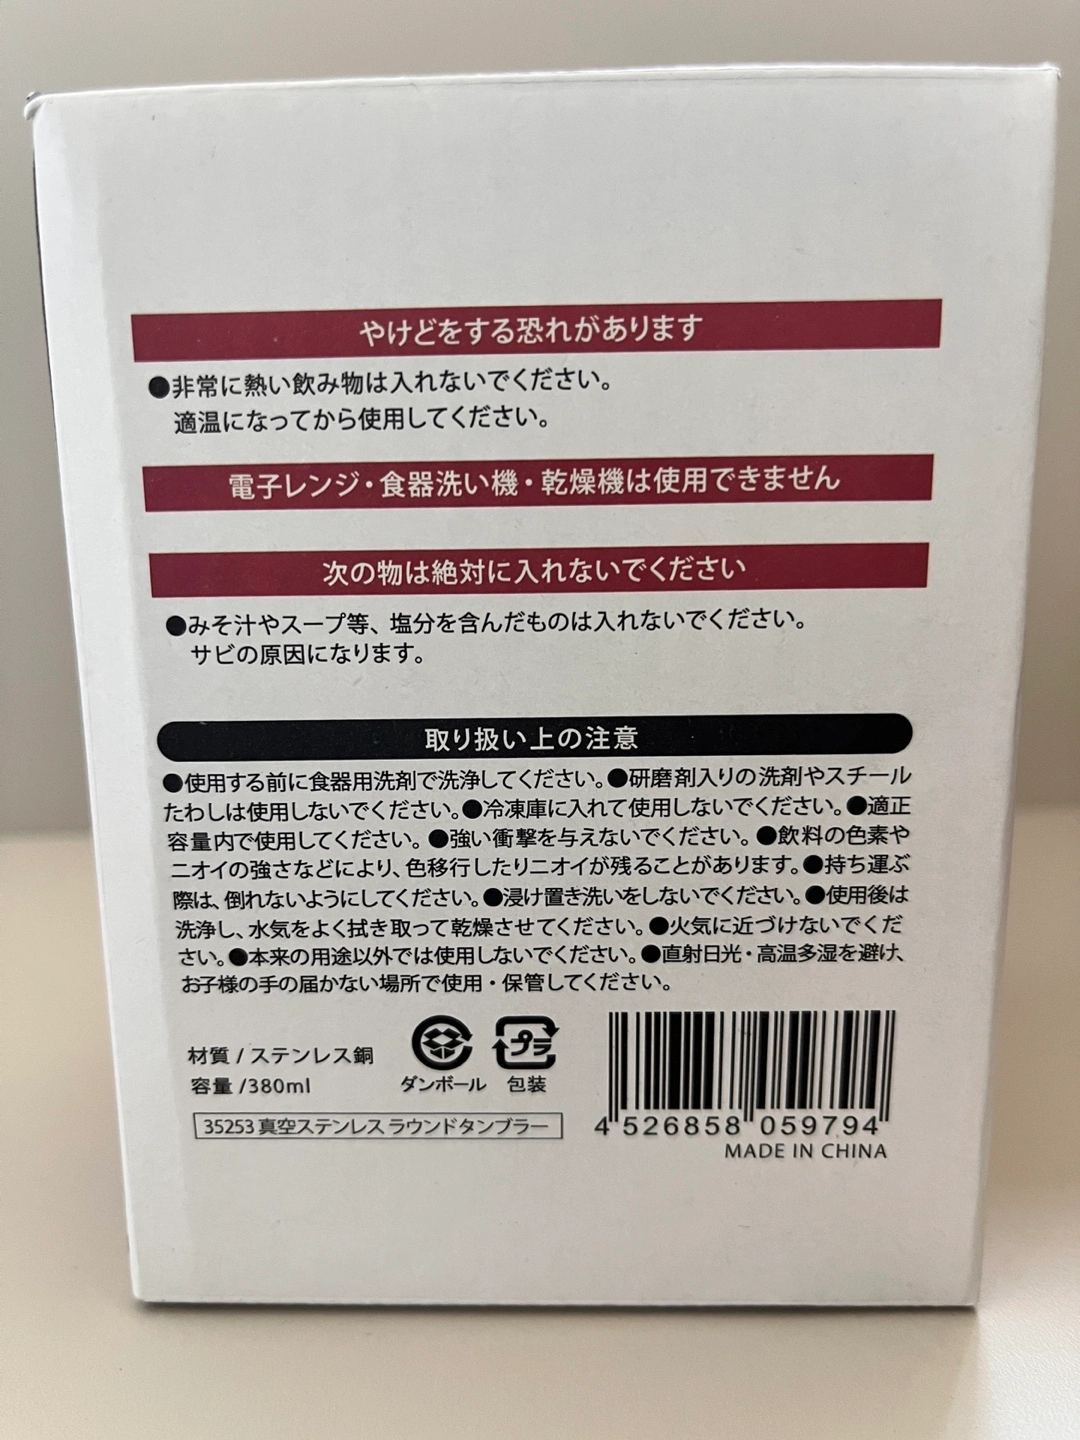 やけどをする恐れがあります
●非常に熱い飲み物は入れないでください。
適温になってから使用してください。
電子レンジ・食器洗い機・乾燥機は使用できません
次の物は絶対に入れないでください
●みそ汁やスープ等、塩分を含んだものは入れないでください。
サビの原因になります。
取り扱い上の注意
●使用する前に食器用洗剤で洗浄してください。●研磨剤入りの洗剤やスチール
たわしは使用しないでください。●冷凍庫に入れて使用しないでください。●適正
容量内で使用してください。●強い衝撃を与えないでください。●飲料の色素や
ニオイの強さなどにより、色移行したりニオイが残ることがあります。●持ち運ぶ
際は、倒れないようにしてください。●浸け置き洗いをしないでください。●使用後は
洗浄し、水気をよく拭き取って乾燥させてください。●火気に近づけないでくだ
さい。●本来の用途以外では使用しないでください。●直射日光・高温多湿を避け、
お子様の手の届かない場所で使用・保管してください。
材質 / ステンレス銅
容量 /380ml
ダンボール
プラ
包装
35253 真空ステンレス ラウンドタンブラー
4 526858 059794
MADE IN CHINA